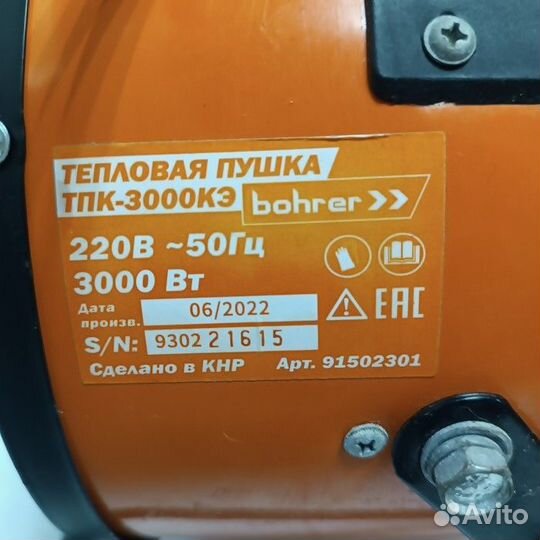 ТЕПЛОВАЯ ПУШКА
ТПК-3000КЭ bohrer
220В ~50Гц
3000 Вт
Дата произв. 06/2022
EAC
S/N: 930221615
Сделано в КНР Арт. 91502301
Avito